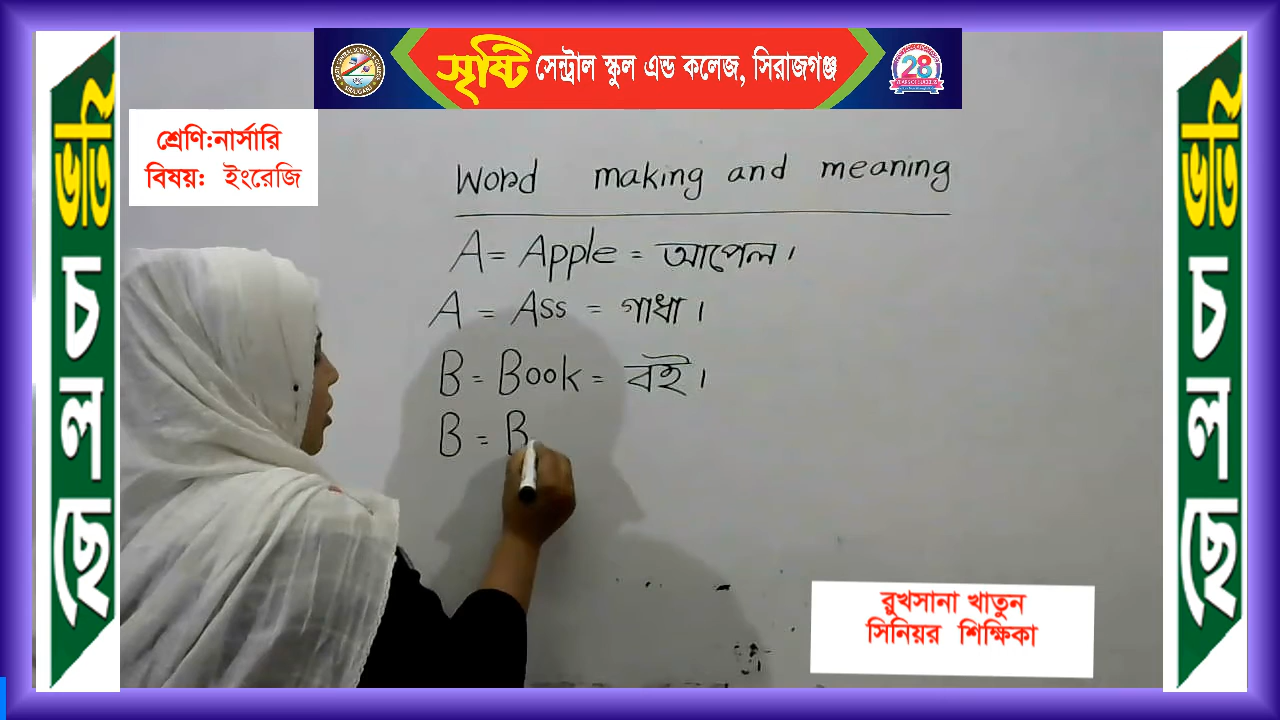 সৃষ্টি সেন্ট্রাল স্কুল এন্ড কলেজ, সিরাজগঞ্জ
28
শ্রেণি:নার্সারি
বিষয়: ইংরেজি
ভর্তি চলছে
Word making and meaning
A= Apple = আপেল।
A = Ass = গাধা।
B = Book = বই।
B = B
ভর্তি চলছে
রুখসানা খাতুন
সিনিয়র শিক্ষিকা